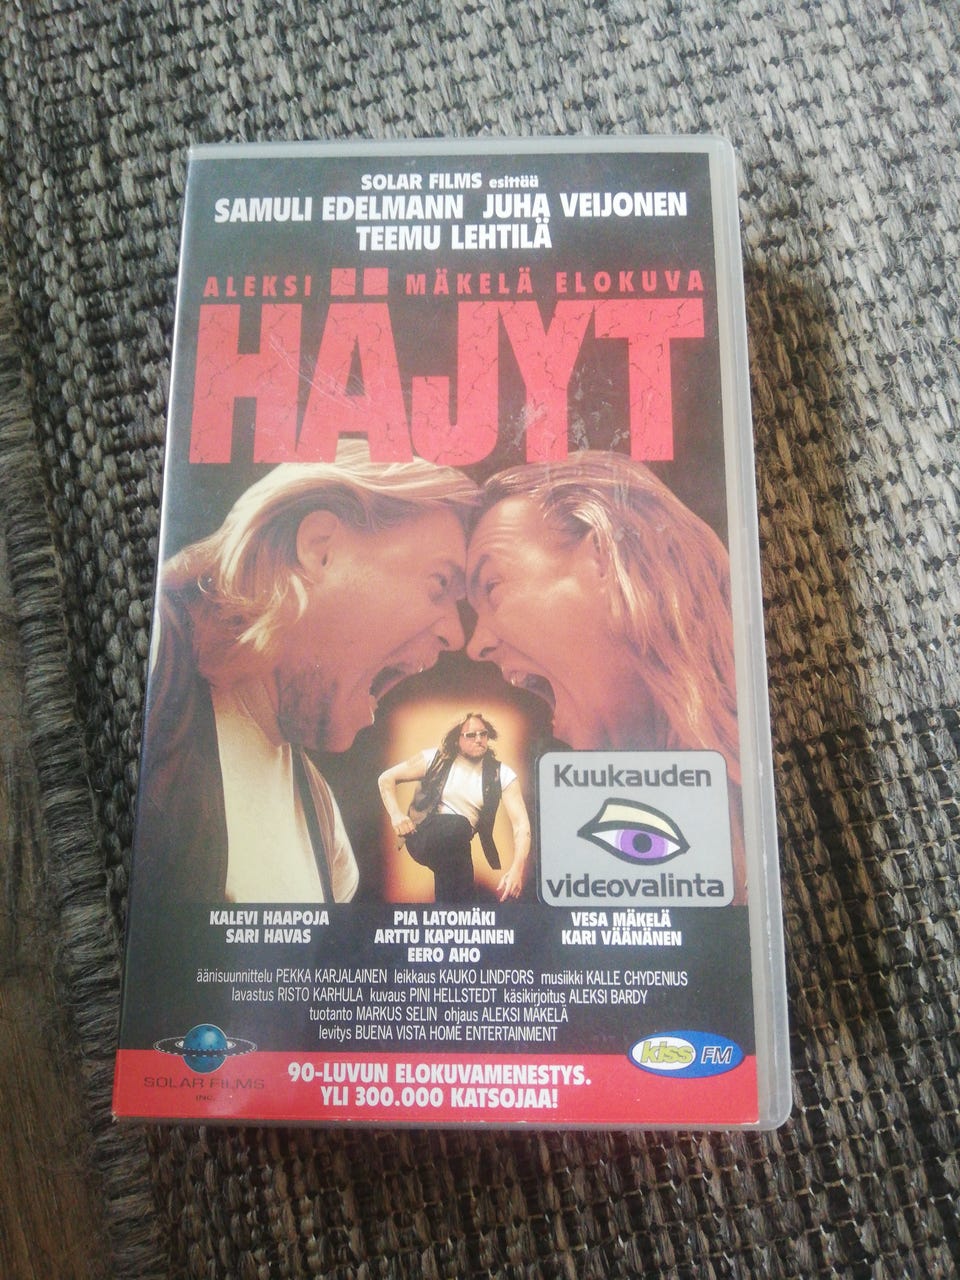 SOLAR FILMS esittää
SAMULI EDELMANN JUHA VEIJONEN
TEEMU LEHTILÄ
ALEKSI MÄKELÄ ELOKUVA
HÄJYT
Kuukauden
videovalinta
KALEVI HAAPOJA PIA LATOMÄKI VESA MÄKELÄ
SARI HAVAS ARTTU KAPULAINEN KARI VÄÄNÄNEN
EERO AHO
äänisuunnittelu PEKKA KARJALAINEN leikkaus KAUKO LINDFORS musiikki KALLE CHYDENIUS
lavastus RISTO KARHULA kuvaus PINI HELLSTEDT käsikirjoitus ALEKSI BARDY
tuotanto MARKUS SELIN ohjaus ALEKSI MÄKELÄ
levitys BUENA VISTA HOME ENTERTAINMENT
kiss FM
SOLAR FILMS
INC.
90-LUVUN ELOKUVAMENESTYS.
YLI 300.000 KATSOJAA!